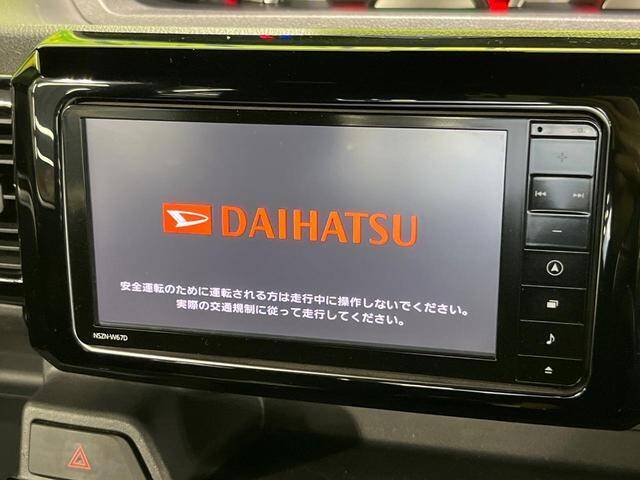 DAIHATSU
安全運転のために運転される方は走行中に操作しないでください。
実際の交通規制に従って走行してください。
NSZN-W67D